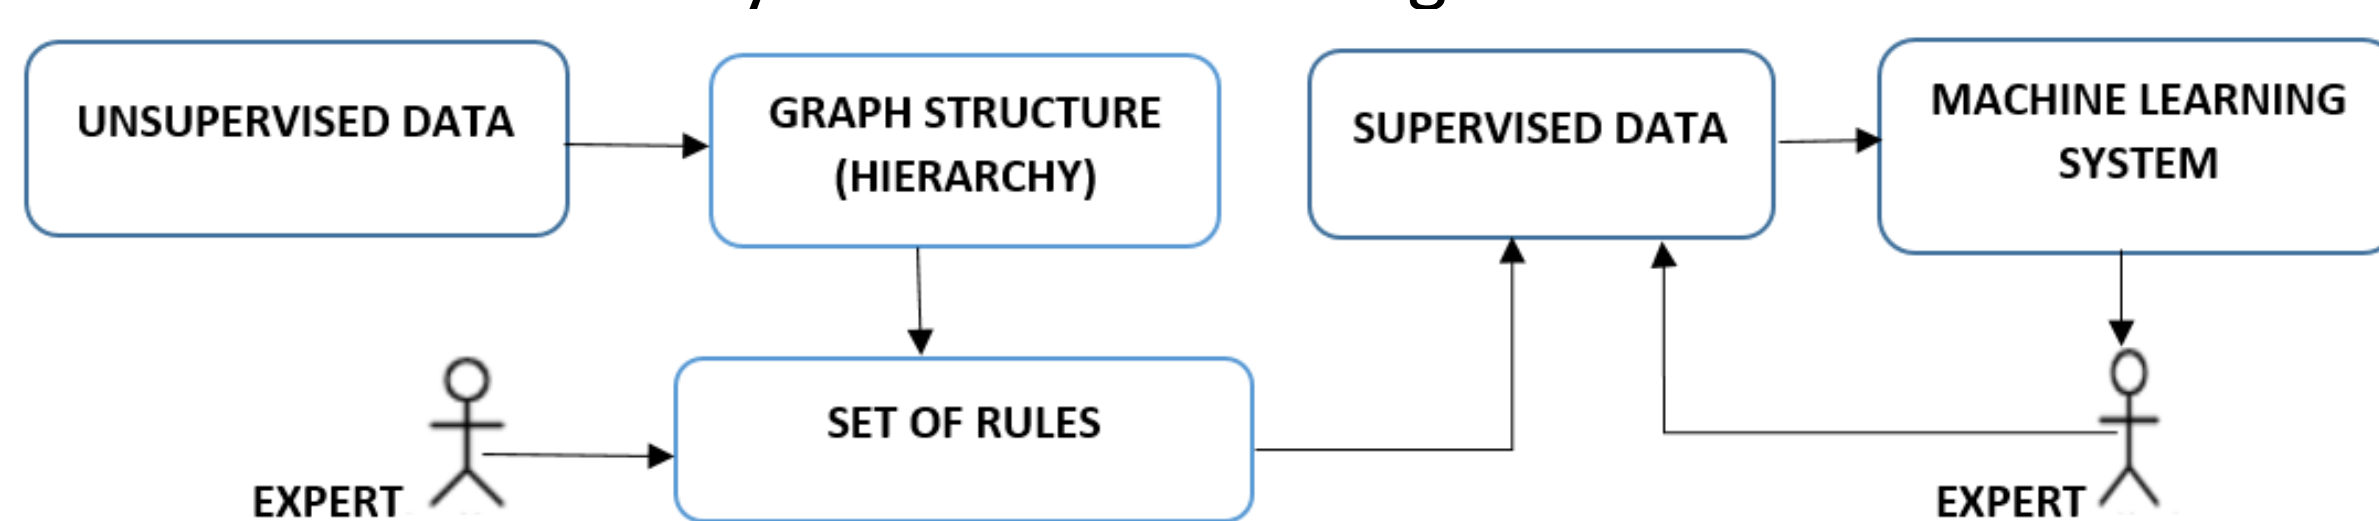 UNSUPERVISED DATA
GRAPH STRUCTURE
(HIERARCHY)
SUPERVISED DATA
MACHINE LEARNING
SYSTEM
SET OF RULES
EXPERT
EXPERT